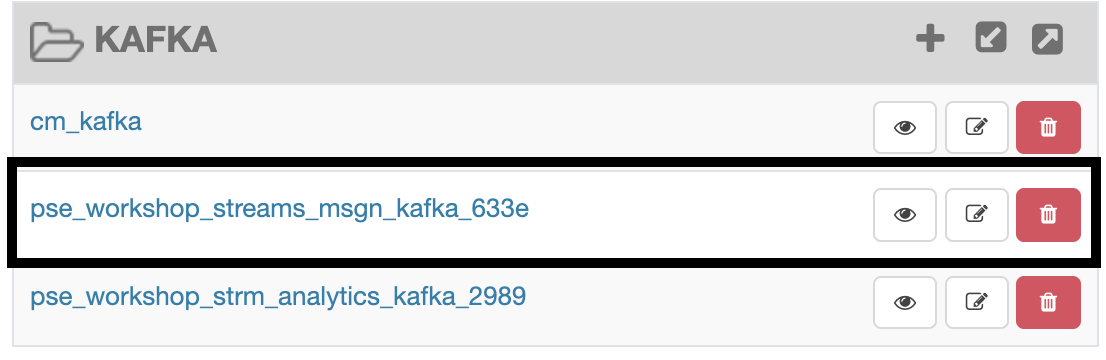 KAFKA
cm_kafka
pse_workshop_streams_msgn_kafka_633e
pse_workshop_strm_analytics_kafka_2989